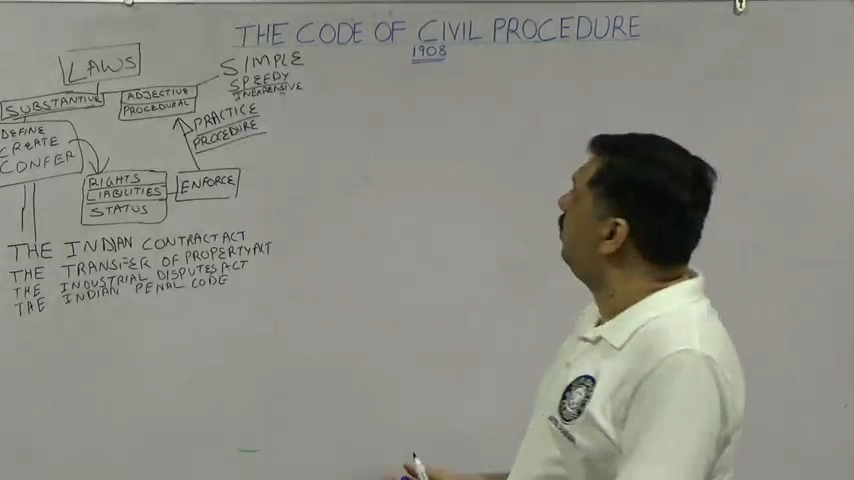 THE CODE OF CIVIL PROCEDURE
1908
LAWS
SUBSTANTIVE
ADJECTIVE
PROCEDURAL
SIMPLE
SPEEDY
INEXPENSIVE
DEFINE
CREATE
CONFER
PRACTICE
PROCEDURE
RIGHTS
LIABILITIES
STATUS
ENFORCE
THE INDIAN CONTRACT ACT
THE TRANSFER OF PROPERTY ACT
THE INDUSTRIAL DISPUTES ACT
THE INDIAN PENAL CODE